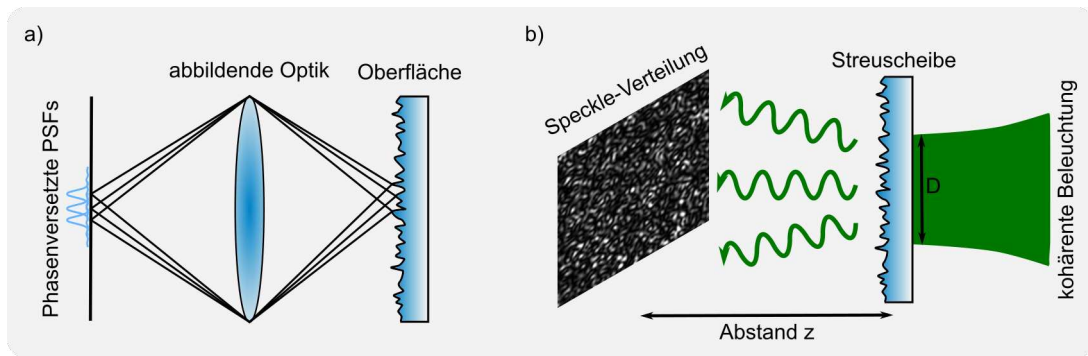 a)
abbildende Optik
Oberfläche
Phasenversetzte PSFs
b)
Speckle-Verteilung
Streuscheibe
D
kohärente Beleuchtung
Abstand z